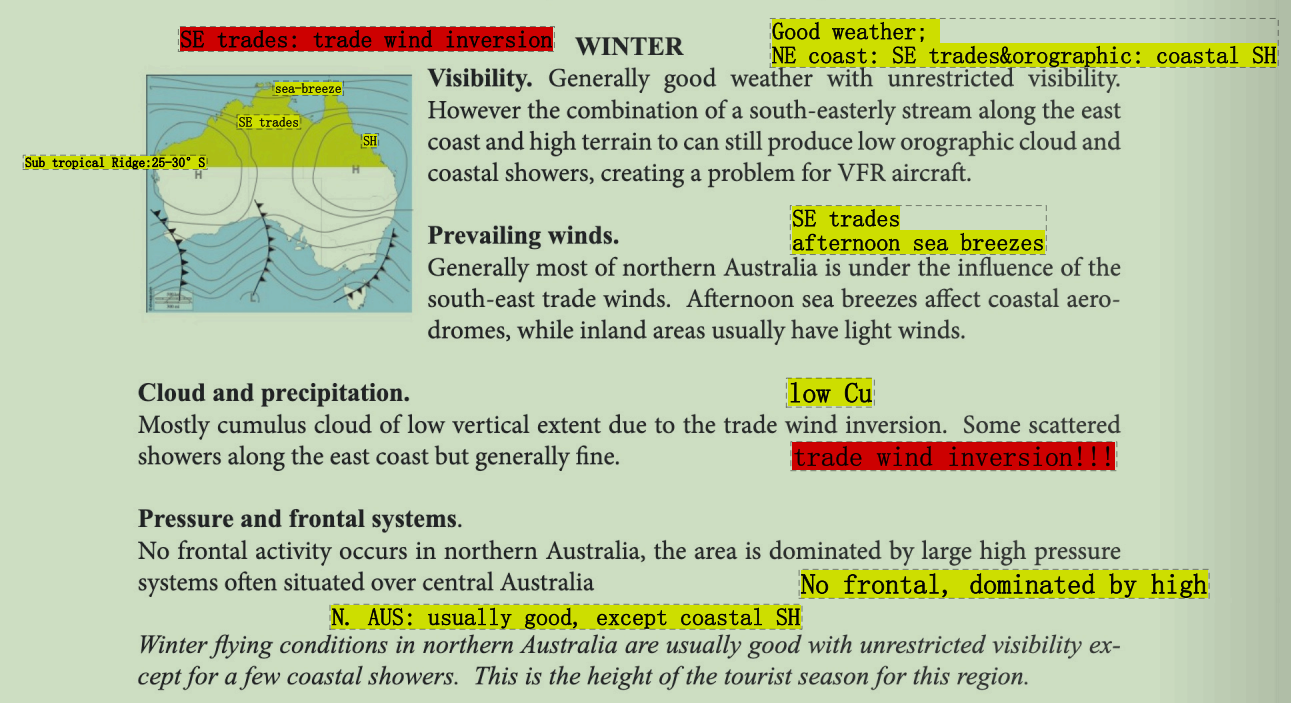 SE trades: trade wind inversion
WINTER
Good weather;
NE coast: SE trades&orographic: coastal SH
sea-breeze
SE trades
SH
Sub tropical Ridge:25-30° S
H
H
L
Visibility. Generally good weather with unrestricted visibility.
However the combination of a south-easterly stream along the east
coast and high terrain to can still produce low orographic cloud and
coastal showers, creating a problem for VFR aircraft.
SE trades
afternoon sea breezes
Prevailing winds.
Generally most of northern Australia is under the influence of the
south-east trade winds. Afternoon sea breezes affect coastal aero-
dromes, while inland areas usually have light winds.
Cloud and precipitation.
low Cu
Mostly cumulus cloud of low vertical extent due to the trade wind inversion. Some scattered
showers along the east coast but generally fine.
trade wind inversion!!!
Pressure and frontal systems.
No frontal activity occurs in northern Australia, the area is dominated by large high pressure
systems often situated over central Australia
No frontal, dominated by high
N. AUS: usually good, except coastal SH
Winter flying conditions in northern Australia are usually good with unrestricted visibility ex-
cept for a few coastal showers. This is the height of the tourist season for this region.